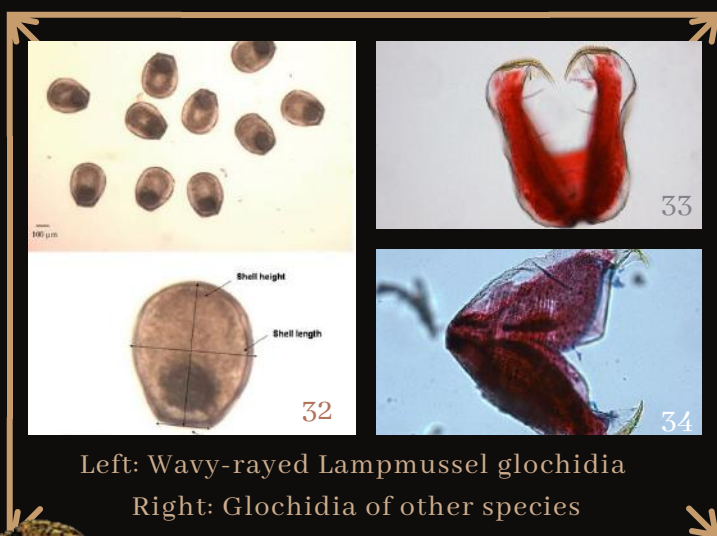 100 µm
Shell height
Shell length
32
33
34
Left: Wavy-rayed Lampmussel glochidia
Right: Glochidia of other species